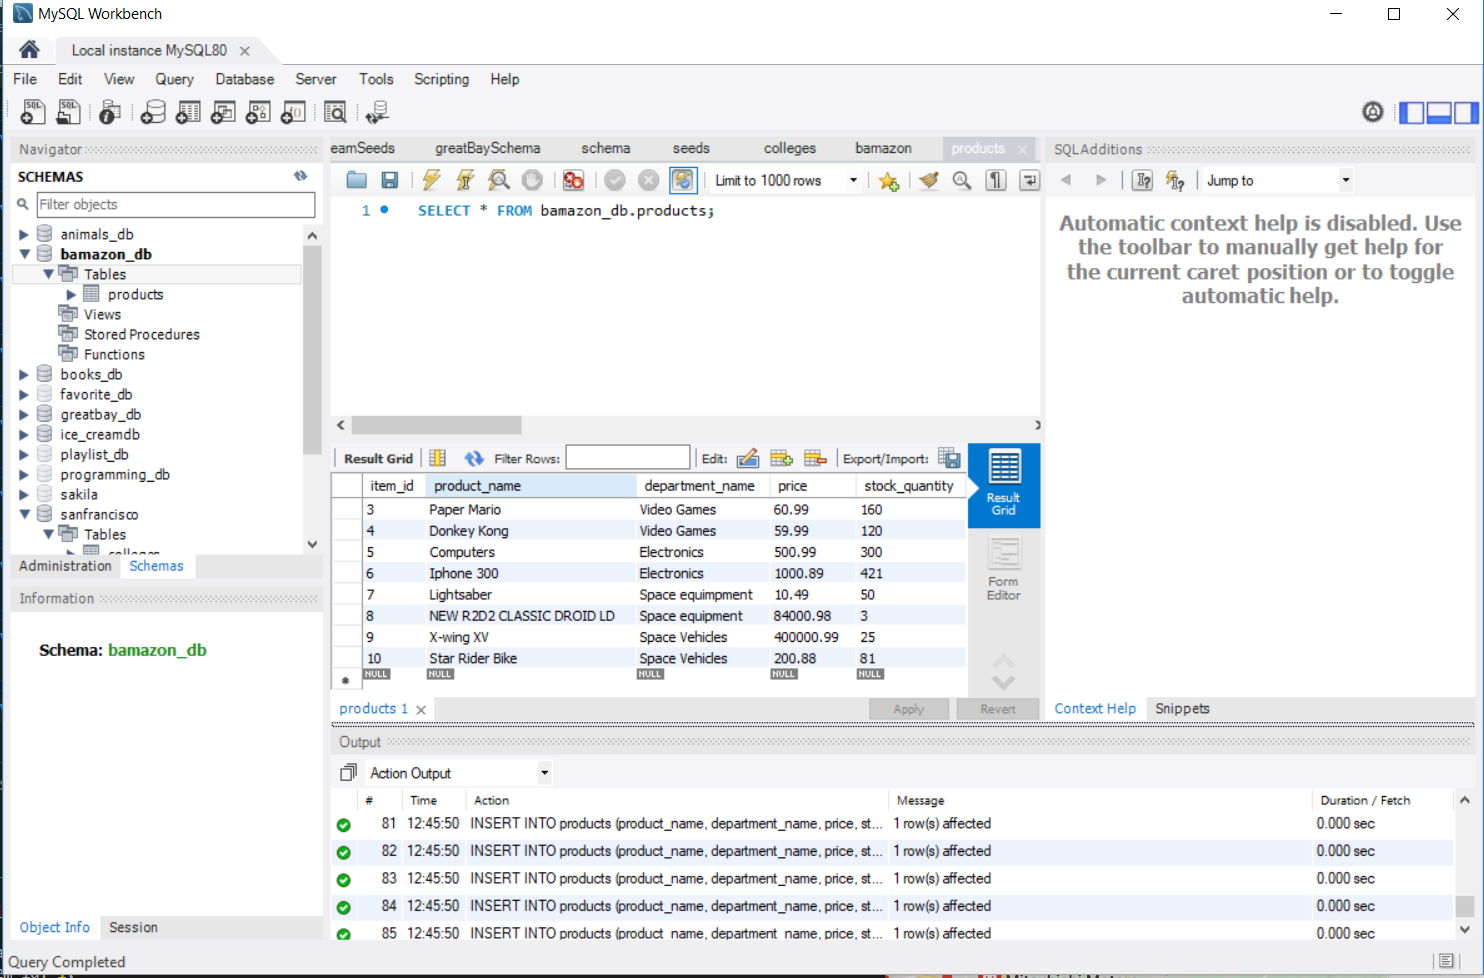 MySQL Workbench
Local instance MySQL80
File Edit View Query Database Server Tools Scripting Help
Navigator
SCHEMAS
Filter objects
animals_db
bamazon_db
Tables
products
Views
Stored Procedures
Functions
books_db
favorite_db
greatbay_db
ice_creamdb
playlist_db
programming_db
sakila
sanfrancisco
Tables
colleges
Administration Schemas
Information
Schema: bamazon_db
Object Info Session
eamSeeds greatBaySchema schema seeds colleges bamazon products
Limit to 1000 rows
1 SELECT * FROM bamazon_db.products;
Result Grid Filter Rows: Edit: Export/Import:
item_id product_name department_name price stock_quantity
3 Paper Mario Video Games 60.99 160
4 Donkey Kong Video Games 59.99 120
5 Computers Electronics 500.99 300
6 Iphone 300 Electronics 1000.89 421
7 Lightsaber Space equimpment 10.49 50
8 NEW R2D2 CLASSIC DROID LD Space equipment 84000.98 3
9 X-wing XV Space Vehicles 400000.99 25
10 Star Rider Bike Space Vehicles 200.88 81
NULL NULL NULL NULL NULL
Result
Grid
Form
Editor
products 1 Apply Revert
SQLAdditions
Jump to
Automatic context help is disabled. Use
the toolbar to manually get help for
the current caret position or to toggle
automatic help.
Context Help Snippets
Output
Action Output
# Time Action Message Duration / Fetch
81 12:45:50 INSERT INTO products (product_name, department_name, price, st... 1 row(s) affected 0.000 sec
82 12:45:50 INSERT INTO products (product_name, department_name, price, st... 1 row(s) affected 0.000 sec
83 12:45:50 INSERT INTO products (product_name, department_name, price, st... 1 row(s) affected 0.000 sec
84 12:45:50 INSERT INTO products (product_name, department_name, price, st... 1 row(s) affected 0.000 sec
85 12:45:50 INSERT INTO products (product_name, department_name, price, st... 1 row(s) affected 0.000 sec
Query Completed